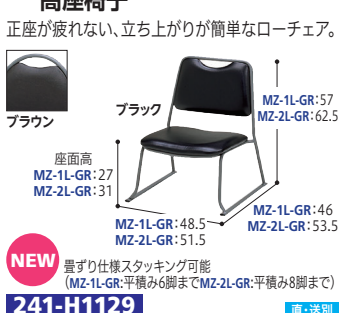 高座椅子
正座が疲れない、立ち上がりが簡単なローチェア。
ブラウン
ブラック
MZ-1L-GR:57
MZ-2L-GR:62.5
座面高
MZ-1L-GR:27
MZ-2L-GR:31
MZ-1L-GR:46
MZ-2L-GR:53.5
MZ-1L-GR:48.5
MZ-2L-GR:51.5
NEW
畳ずり仕様スタッキング可能
(MZ-1L-GR:平積み6脚までMZ-2L-GR:平積み8脚まで)
241-H1129
直・送別